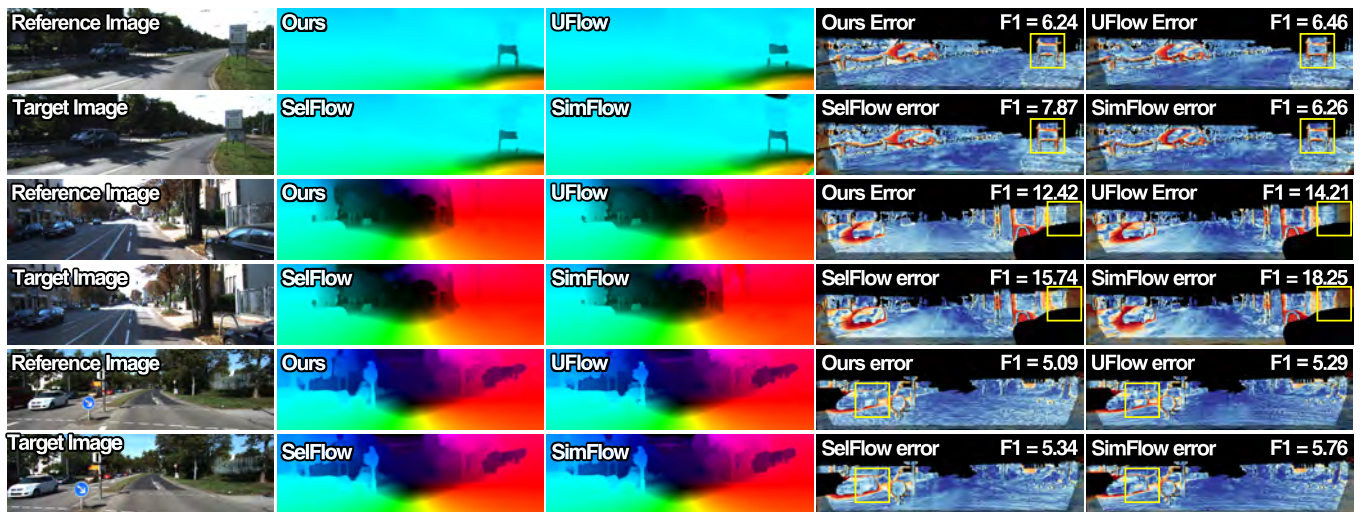 Reference Image Ours UFlow Ours Error F1 = 6.24 UFlow Error F1 = 6.46
Target Image SelFlow SimFlow SelFlow error F1 = 7.87 SimFlow error F1 = 6.26
Reference Image Ours UFlow Ours Error F1 = 12.42 UFlow Error F1 = 14.21
Target Image SelFlow SimFlow SelFlow error F1 = 15.74 SimFlow error F1 = 18.25
Reference Image Ours UFlow Ours error F1 = 5.09 UFlow error F1 = 5.29
Target Image SelFlow SimFlow SelFlow error F1 = 5.34 SimFlow error F1 = 5.76